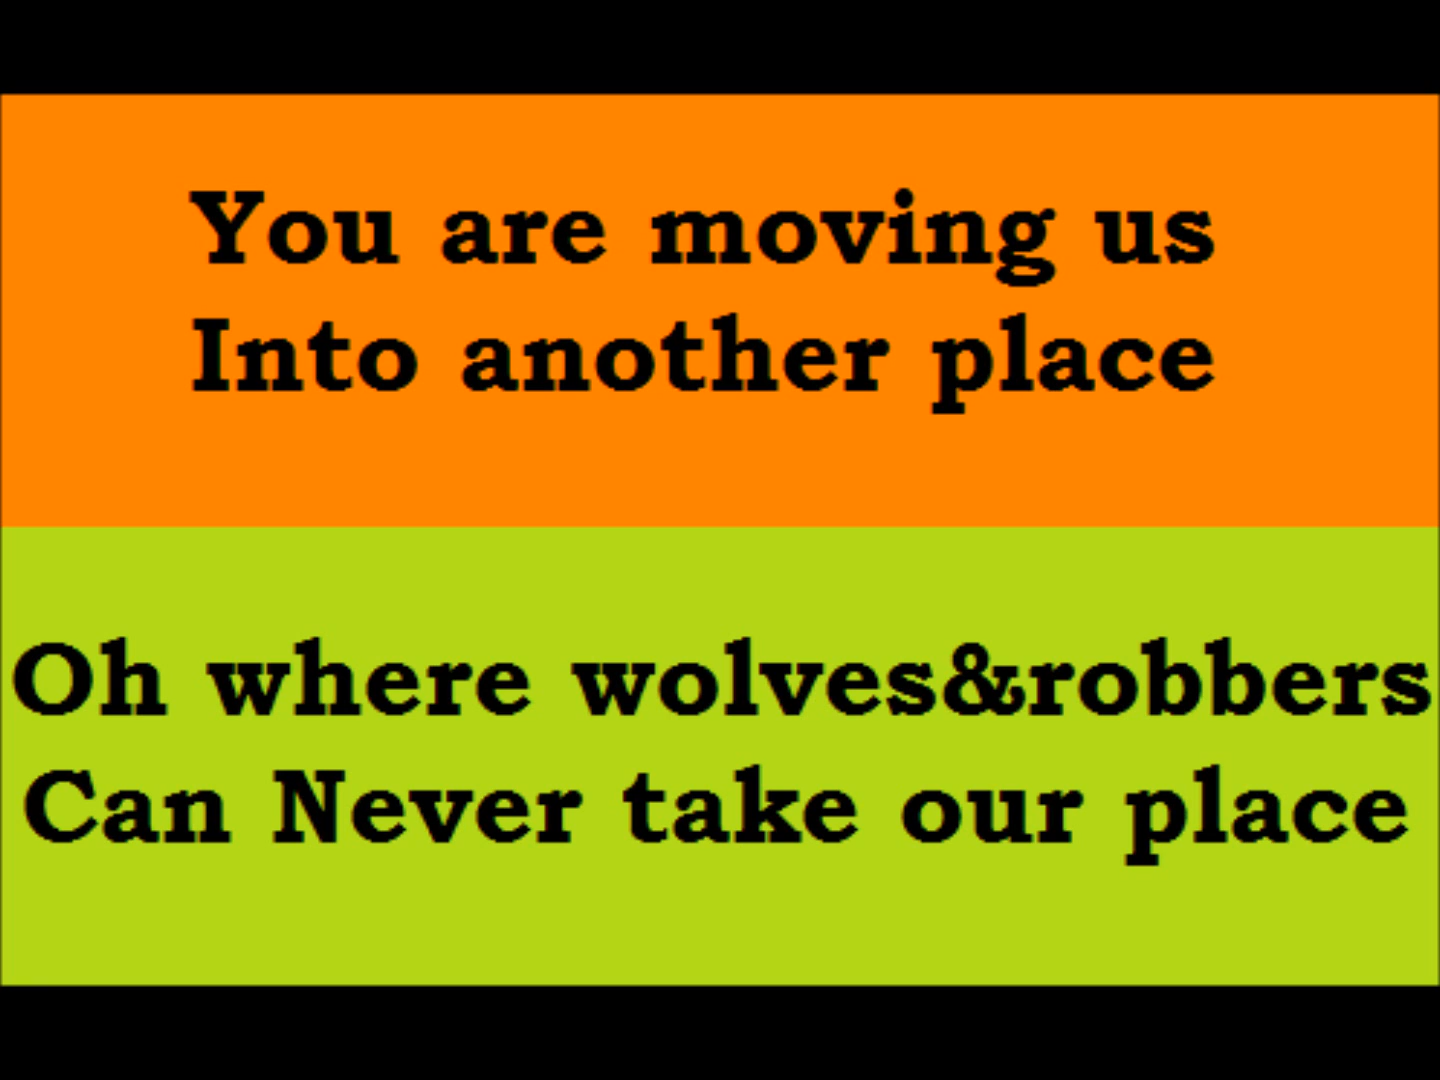 You are moving us
Into another place
Oh where wolves&robbers
Can Never take our place